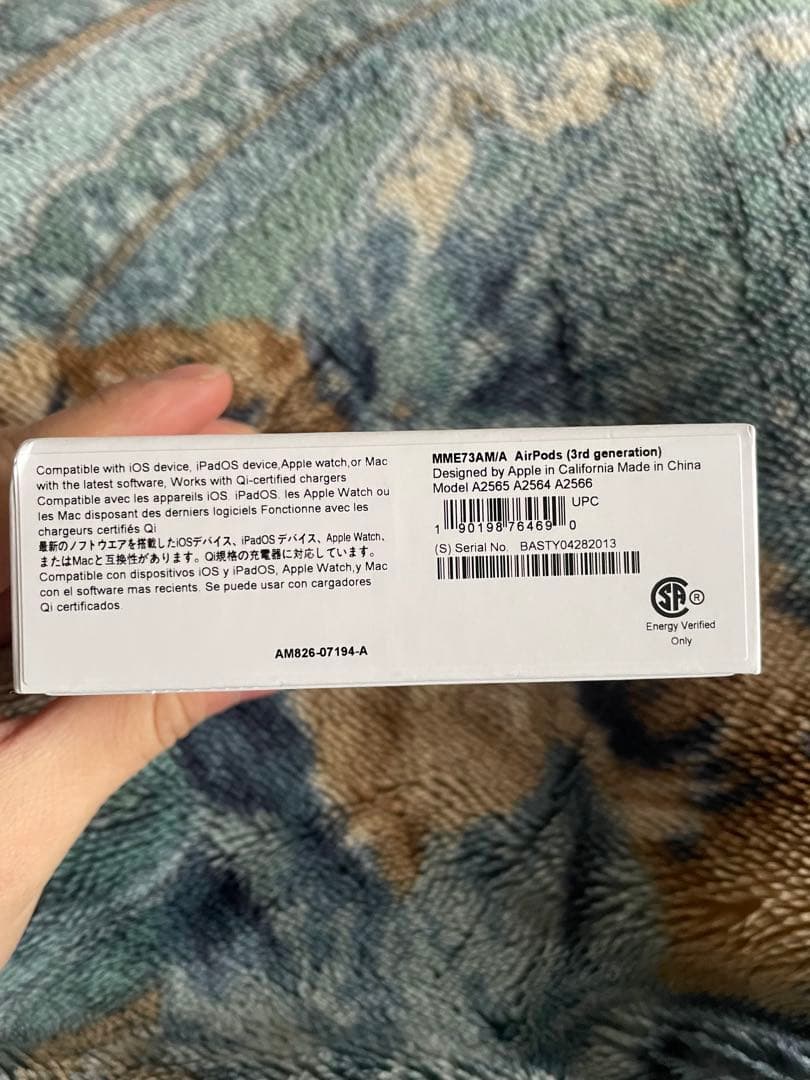 Compatible with iOS device, iPadOS device,Apple watch,or Mac
with the latest software, Works with Qi-certified chargers
Compatible avec les appareils iOS. iPadOS. les Apple Watch ou
les Mac disposant des derniers logiciels Fonctionne avec les
chargeurs certifiés Qi
最新のノフトウエアを搭載したiOSデバイス、iPadOS デバイス、Apple Watch、
またはMacと互換性があります。Qi規格の充電器に対応しています。
Compatible con dispositivos iOS y iPadOS, Apple Watch,y Mac
con el software mas recients. Se puede usar con cargadores
Qi certificados.
AM826-07194-A
MME73AM/A AirPods (3rd generation)
Designed by Apple in California Made in China
Model A2565 A2564 A2566
UPC
1 90198 76469 0
(S) Serial No. BASTY04282013
SA ®
Energy Verified
Only